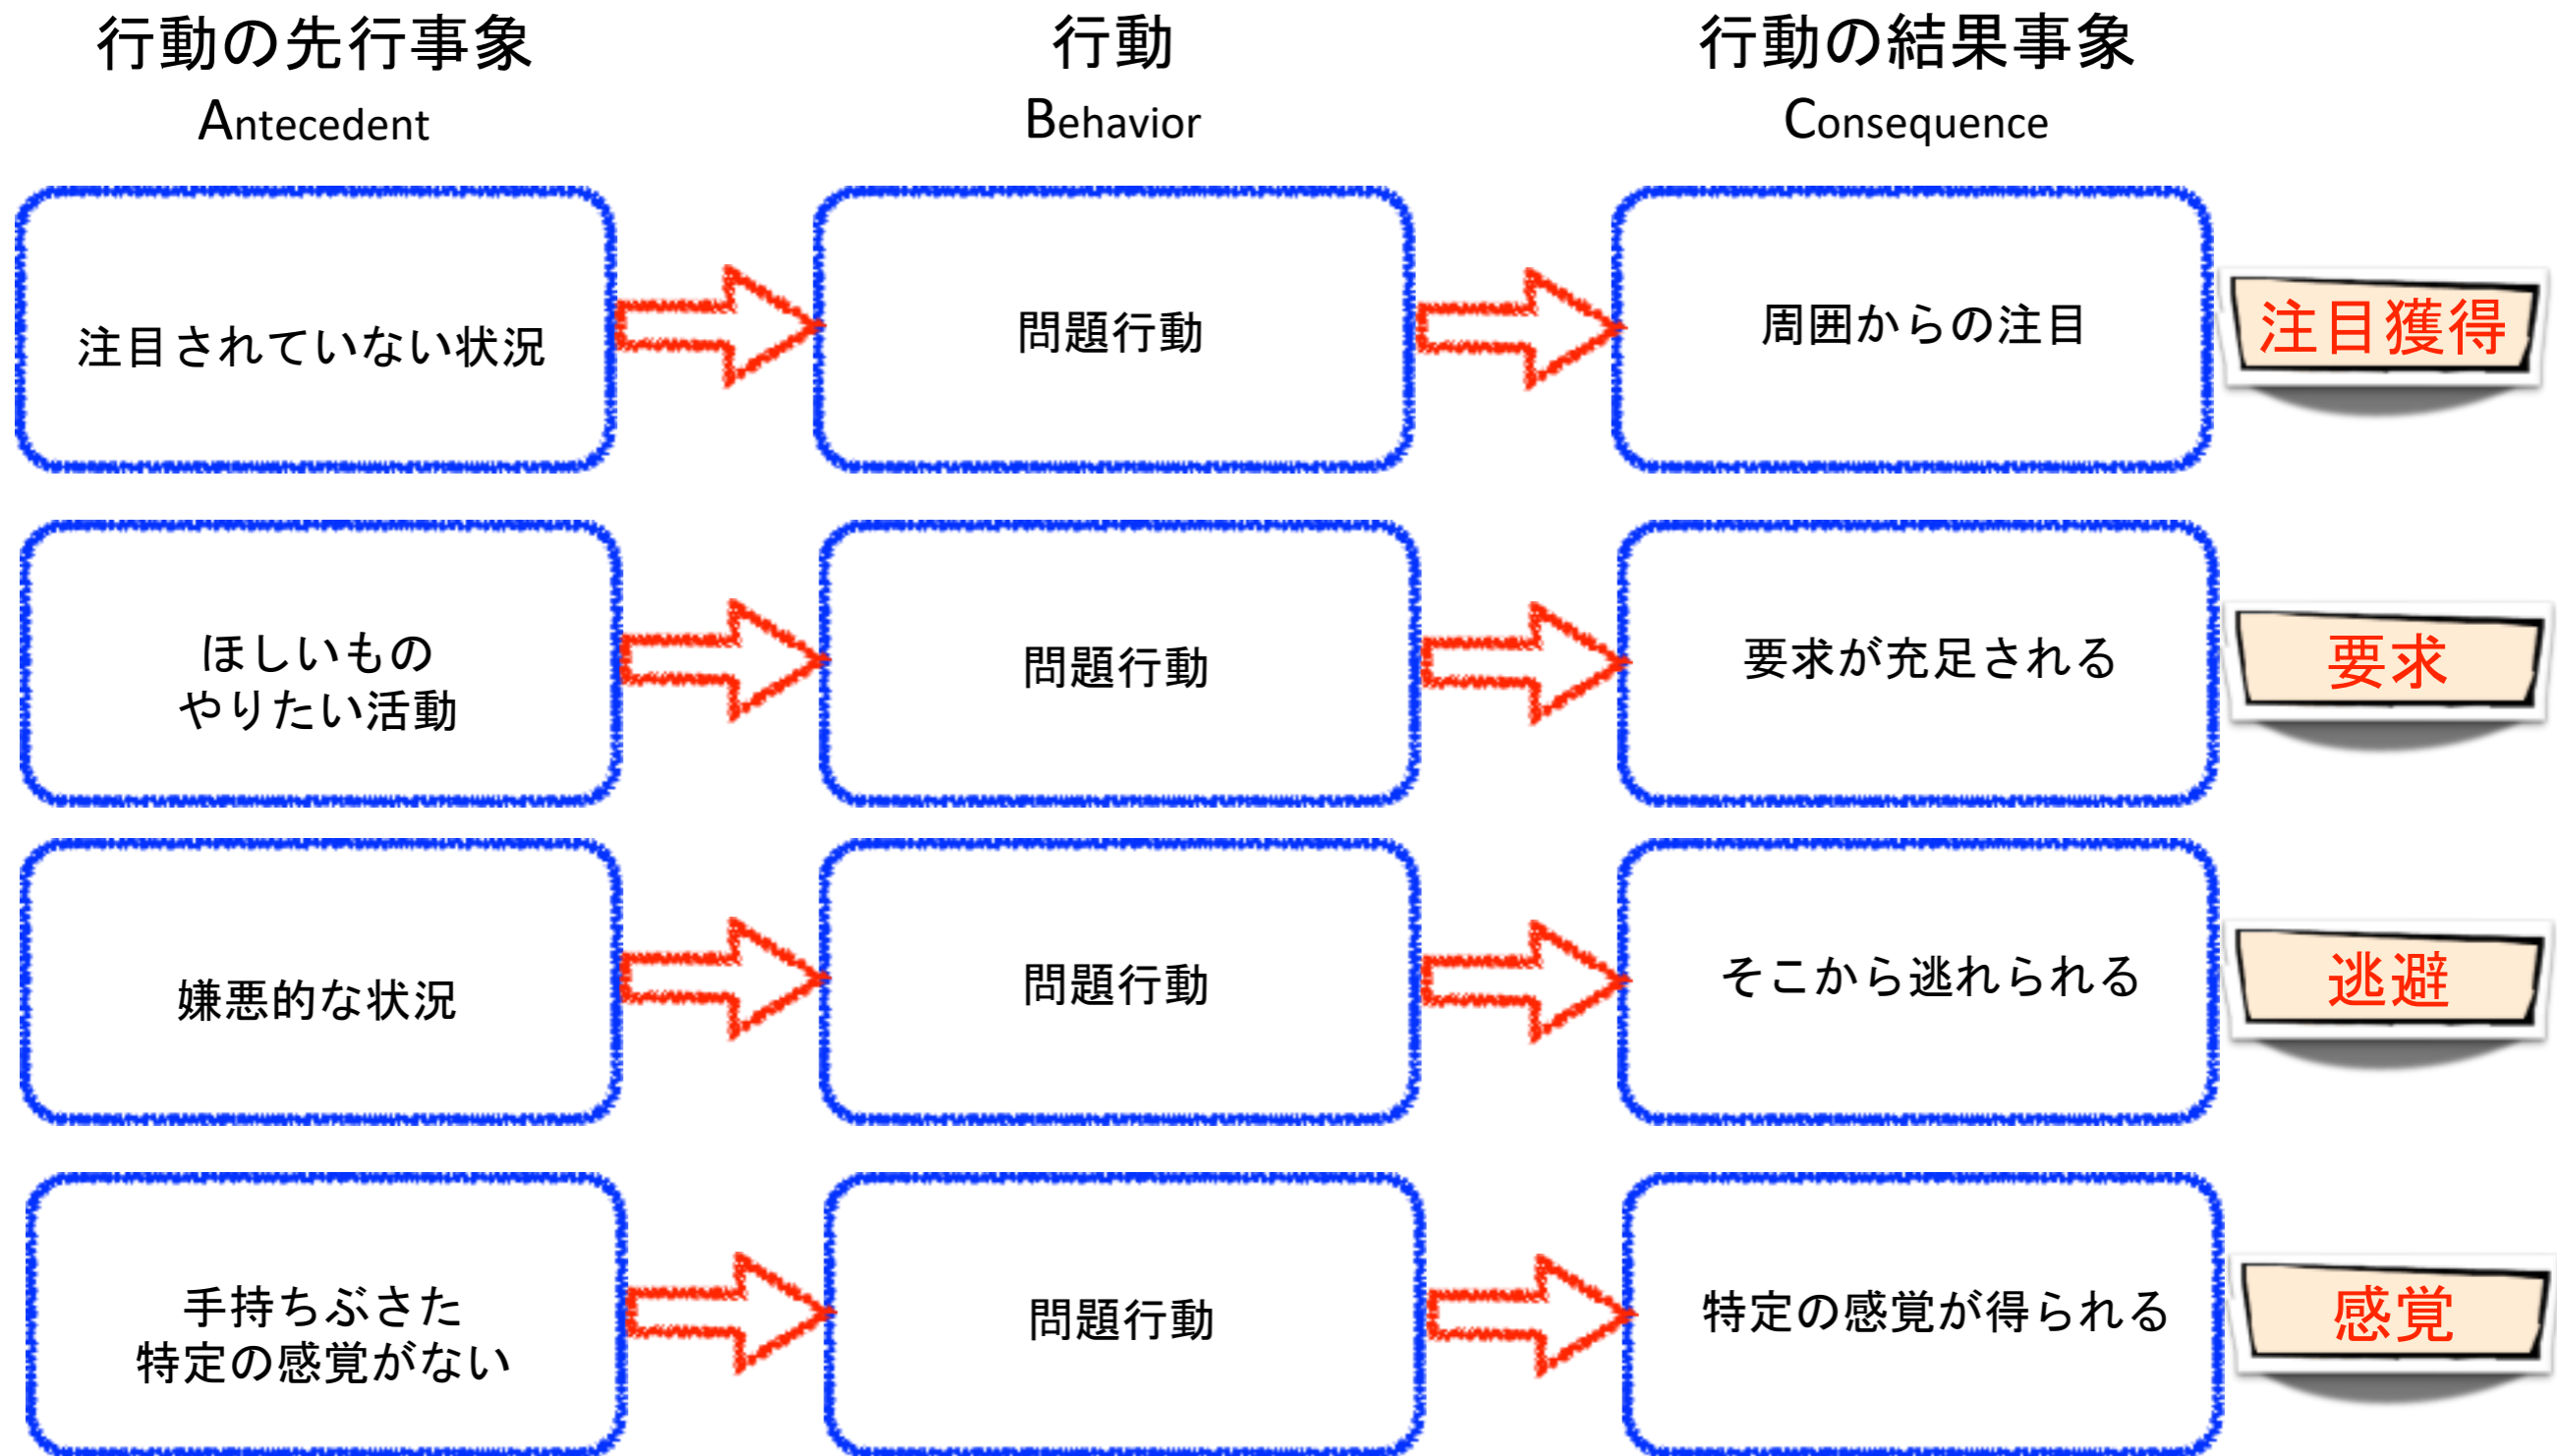 行動の先行事象
行動
行動の結果事象
Antecedent
Behavior
Consequence
注目されていない状況
問題行動
周囲からの注目
注目獲得
ほしいもの
やりたい活動
問題行動
要求が充足される
要求
嫌悪的な状況
問題行動
そこから逃れられる
逃避
手持ちぶさた
特定の感覚がない
問題行動
特定の感覚が得られる
感覚